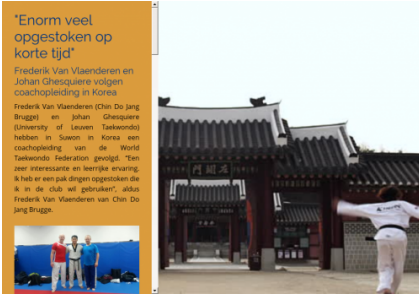 "Enorm veel
opgestoken op
korte tijd"
Frederik Van Vlaenderen en
Johan Ghesquiere volgen
coachopleiding in Korea
Frederik Van Vlaenderen (Chin Do Jang
Brugge) en Johan Ghesquiere
(University of Leuven Taekwondo)
hebben in Suwon in Korea een
coachopleiding van de World
Taekwondo Federation gevolgd. "Een
zeer interessante en leerrijke ervaring.
Ik heb er een pak dingen opgestoken die
ik in de club wil gebruiken", aldus
Frederik Van Vlaenderen van Chin Do
Jang Brugge.